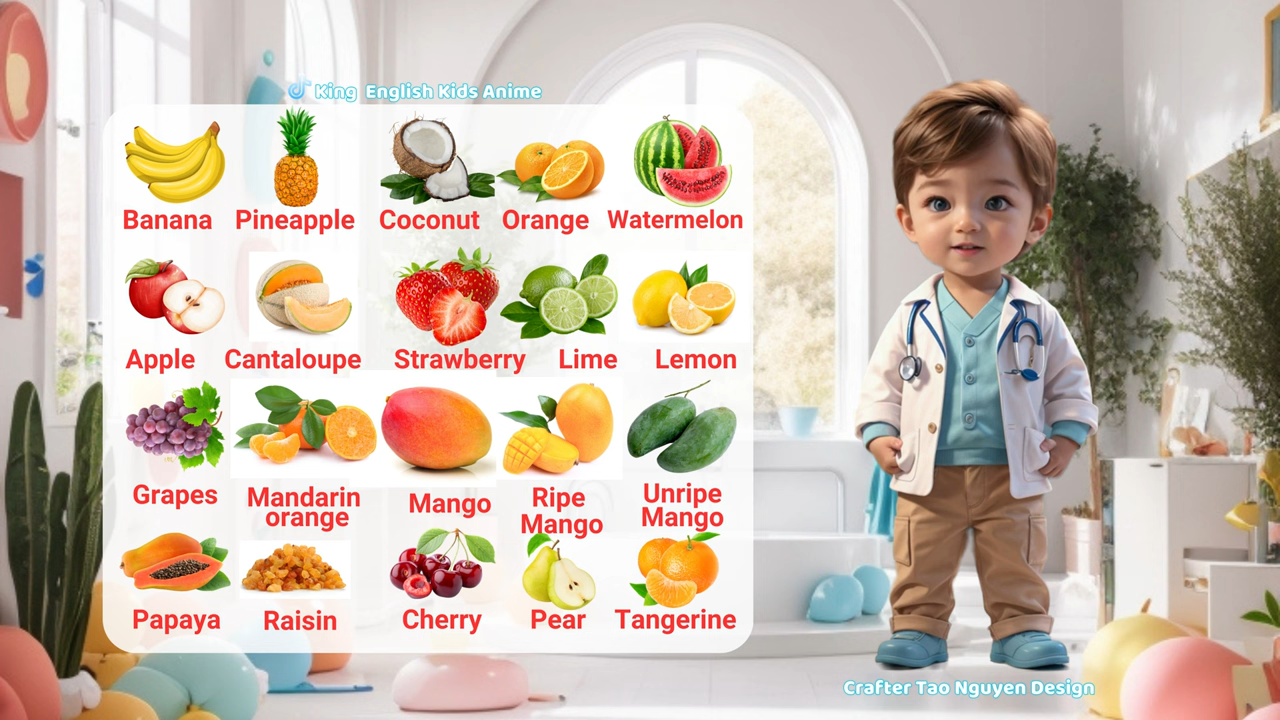 King English Kids Anime
Banana Pineapple Coconut Orange Watermelon
Apple Cantaloupe Strawberry Lime Lemon
Grapes
Mandarin
orange
Mango
Ripe
Mango
Unripe
Mango
Papaya Raisin Cherry Pear Tangerine
Crafter Tao Nguyen Design